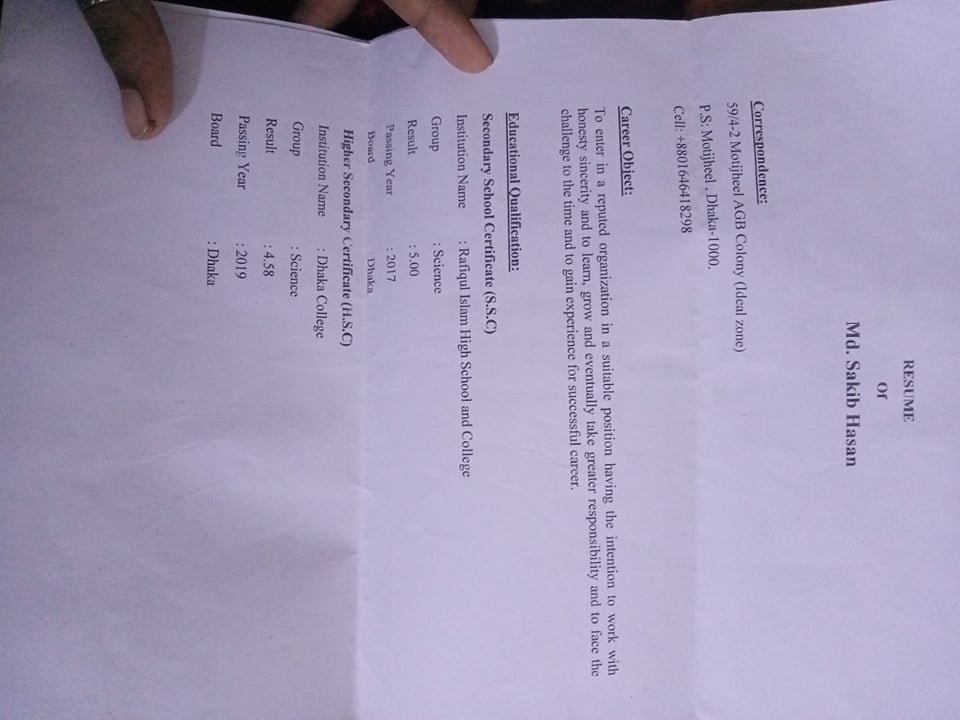 RESUME
Of
Md. Sakib Hasan
Correspondence:
59/4-2 Motijheel AGB Colony (Ideal zone)
P.S: Motijheel , Dhaka-1000.
Cell: +8801646418298
Career Object:
To enter in a reputed organization in a suitable position having the intention to work with
honesty sincerity and to learn, grow and eventually take greater responsibility and to face the
challenge to the time and to gain experience for successful career.
Educational Qualification:
Secondary School Certificate (S.S.C)
Institution Name : Rafiqul Islam High School and College
Group : Science
Result : 5.00
Passing Year : 2017
Board : Dhaka
Higher Secondary Certificate (H.S.C)
Institution Name : Dhaka College
Group : Science
Result : 4.58
Passing Year : 2019
Board : Dhaka